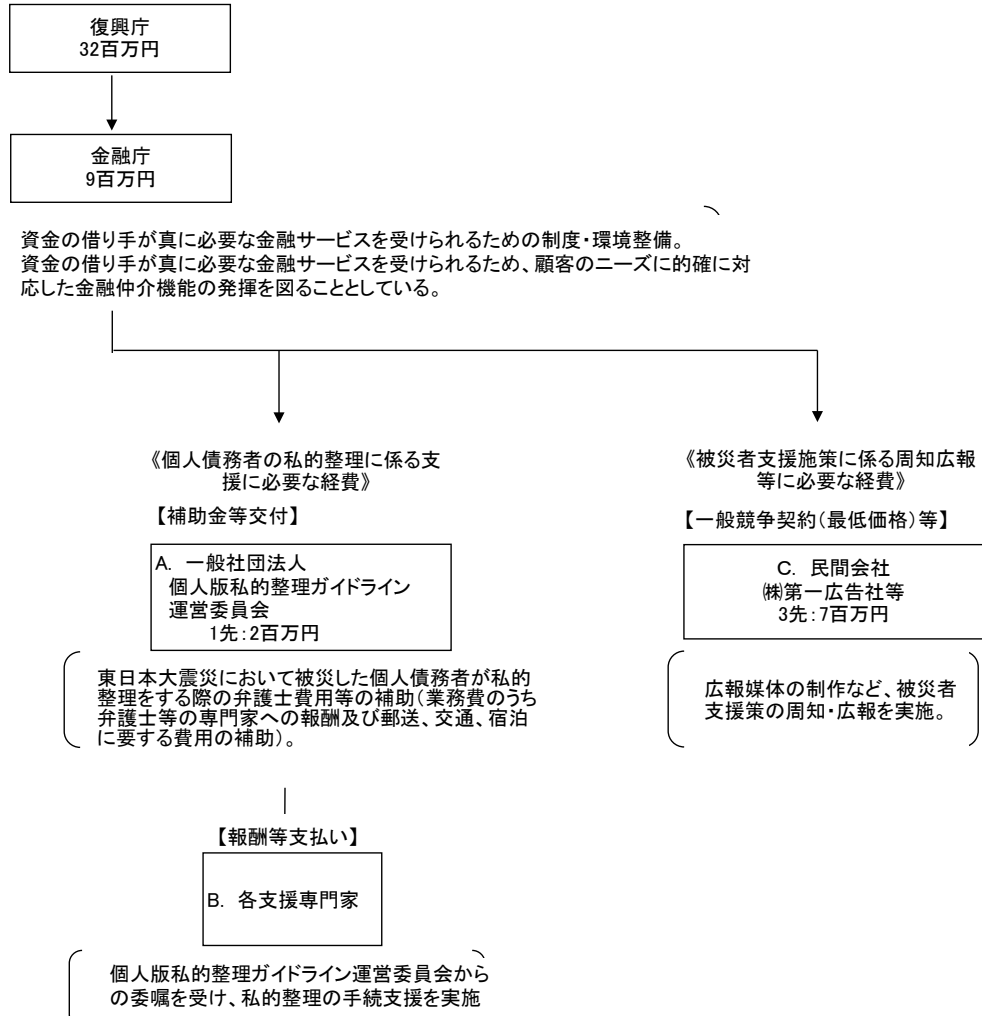 復興庁
32百万円
金融庁
9百万円
資金の借り手が真に必要な金融サービスを受けられるための制度・環境整備。
資金の借り手が真に必要な金融サービスを受けられるため、顧客のニーズに的確に対
応した金融仲介機能の発揮を図ることとしている。
《個人債務者の私的整理に係る支
援に必要な経費》
【補助金等交付】
A. 一般社団法人
個人版私的整理ガイドライン
運営委員会
1先:2百万円
東日本大震災において被災した個人債務者が私的
整理をする際の弁護士費用等の補助(業務費のうち
弁護士等の専門家への報酬及び郵送、交通、宿泊
に要する費用の補助)。
【報酬等支払い】
B. 各支援専門家
個人版私的整理ガイドライン運営委員会から
の委嘱を受け、私的整理の手続支援を実施
《被災者支援施策に係る周知広報
等に必要な経費》
【一般競争契約(最低価格)等】
C. 民間会社
㈱第一広告社等
3先:7百万円
広報媒体の制作など、被災者
支援策の周知・広報を実施。